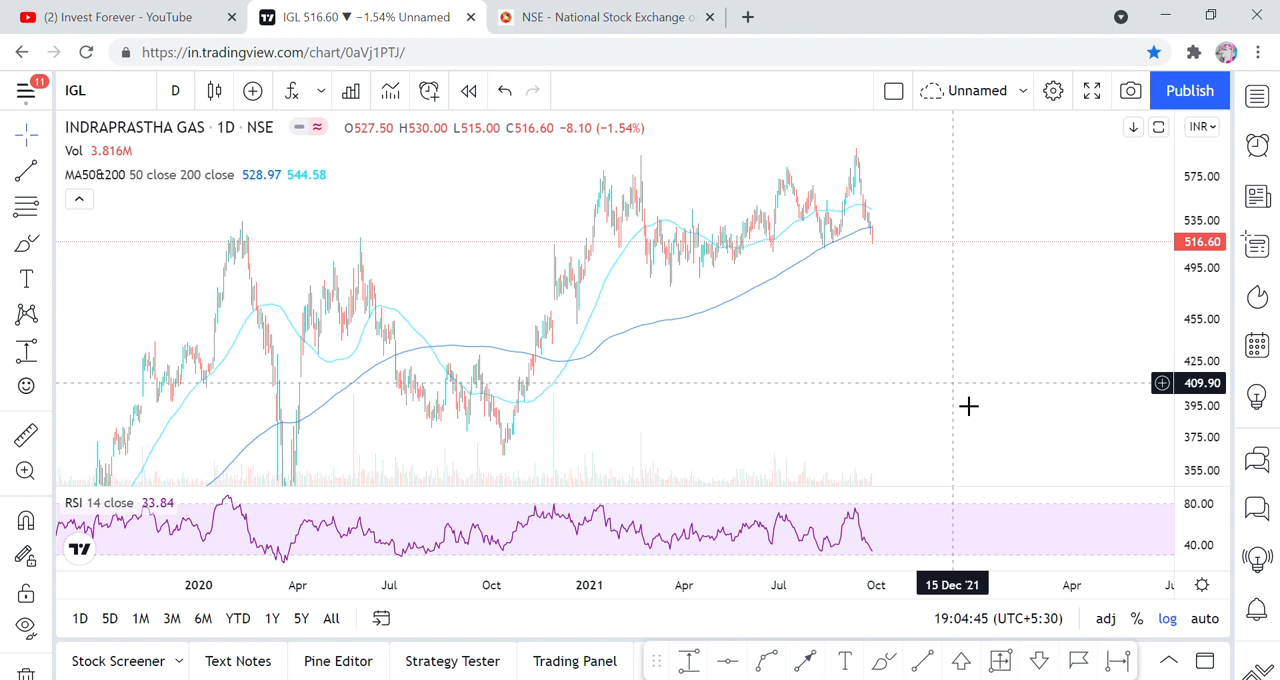 (2) Invest Forever - YouTube
IGL 516.60 ▼ −1.54% Unnamed
NSE - National Stock Exchange o
https://in.tradingview.com/chart/0aVj1PTJ/
11
IGL
D
Unnamed
Publish
INDRAPRASTHA GAS · 1D · NSE
O527.50 H530.00 L515.00 C516.60 −8.10 (−1.54%)
INR
Vol 3.816M
MA50&200 50 close 200 close 528.97 544.58
575.00
535.00
516.60
495.00
455.00
425.00
409.90
395.00
375.00
355.00
RSI 14 close 33.84
80.00
40.00
2020
Apr
Jul
Oct
2021
Apr
Jul
Oct
15 Dec '21
Apr
Ju
1D 5D 1M 3M 6M YTD 1Y 5Y All
19:04:45 (UTC+5:30)
adj % log auto
Stock Screener
Text Notes
Pine Editor
Strategy Tester
Trading Panel